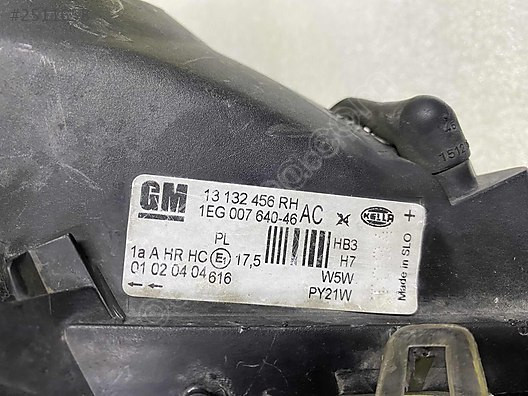 GM
13 132 456 RH
1EG 007 640-46 AC
HELLA
PL
HB3
1a A HR HC E1 17,5
H7
01 02 04 04 616
W5W
PY21W
Made in SLO